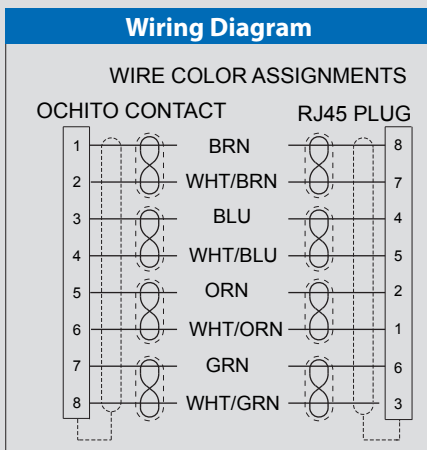 Wiring Diagram
WIRE COLOR ASSIGNMENTS
OCHITO CONTACT RJ45 PLUG
1 BRN 8
2 WHT/BRN 7
3 BLU 4
4 WHT/BLU 5
5 ORN 2
6 WHT/ORN 1
7 GRN 6
8 WHT/GRN 3